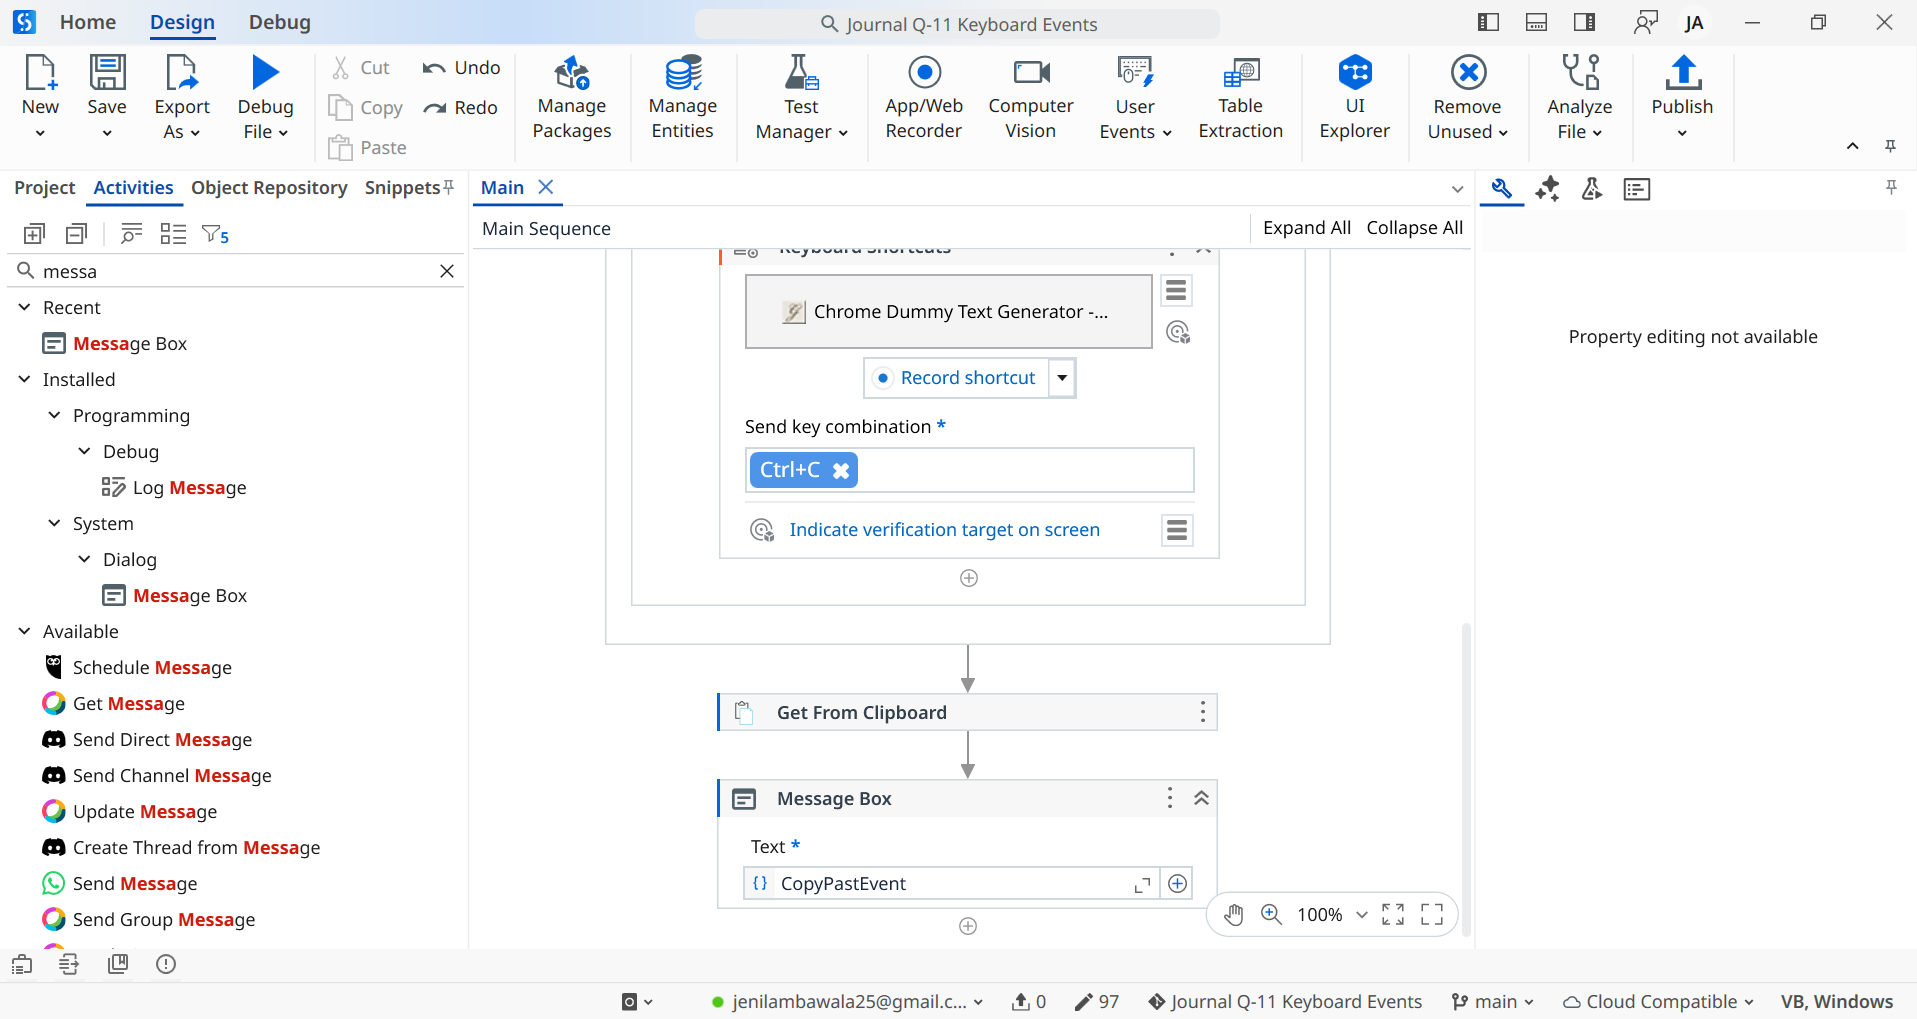 Home Design Debug
Journal Q-11 Keyboard Events
JA
New
Save
Export As
Debug File
Cut
Copy
Paste
Undo
Redo
Manage Packages
Manage Entities
Test Manager
App/Web Recorder
Computer Vision
User Events
Table Extraction
UI Explorer
Remove Unused
Analyze File
Publish
Project Activities Object Repository Snippets
Main
5
Main Sequence
Expand All Collapse All
messa
Recent
Message Box
Installed
Programming
Debug
Log Message
System
Dialog
Message Box
Available
Schedule Message
Get Message
Send Direct Message
Send Channel Message
Update Message
Create Thread from Message
Send Message
Send Group Message
Keyboard Shortcuts
Chrome Dummy Text Generator -...
Record shortcut
Send key combination *
Ctrl+C
Indicate verification target on screen
Get From Clipboard
Message Box
Text *
{} CopyPastEvent
100%
Property editing not available
jenilambawala25@gmail.c...
0
97
Journal Q-11 Keyboard Events
main
Cloud Compatible
VB, Windows